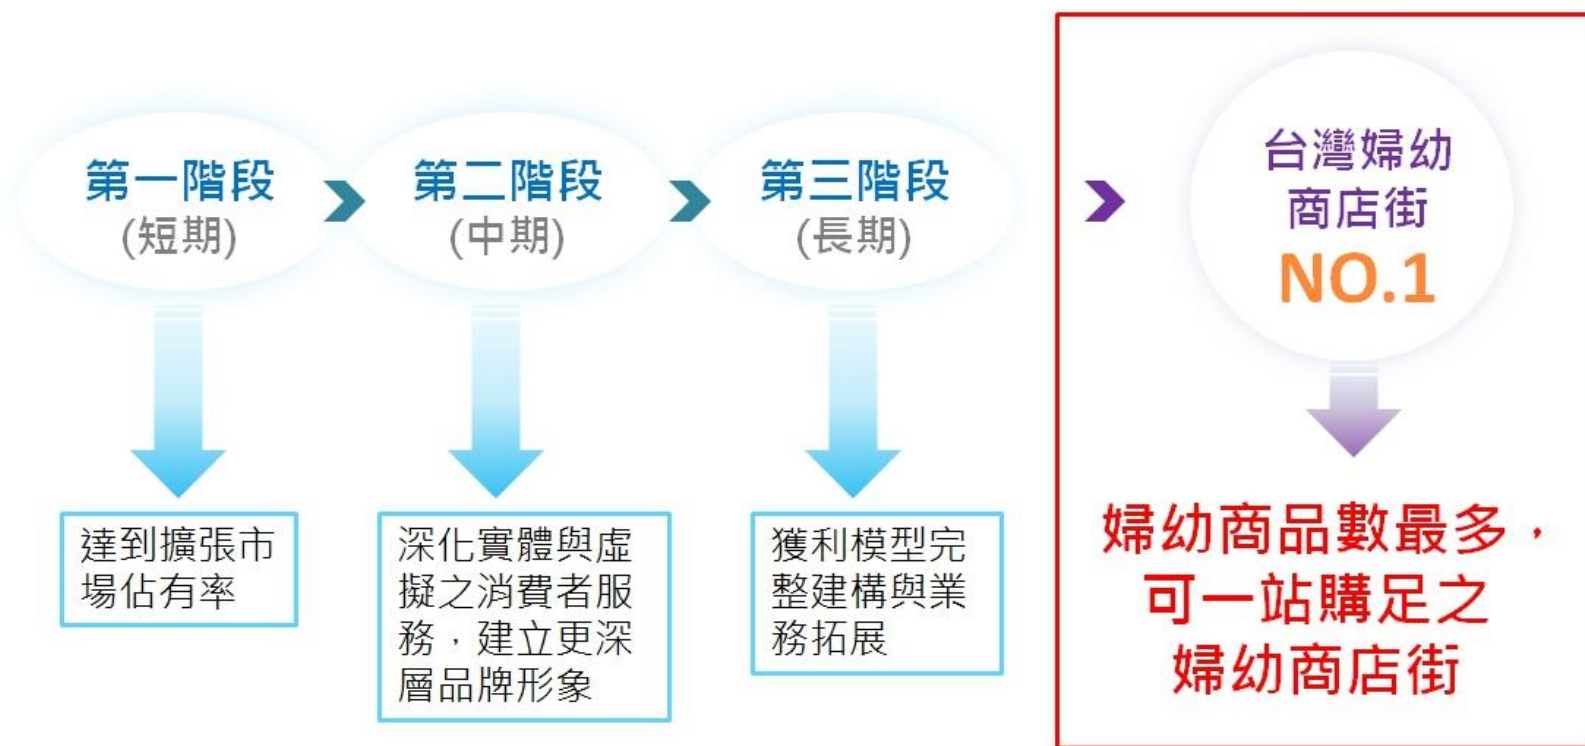 第一階段
(短期)
第二階段
(中期)
第三階段
(長期)
台灣婦幼
商店街
NO.1
達到擴張市
場佔有率
深化實體與虛
擬之消費者服
務，建立更深
層品牌形象
獲利模型完
整建構與業
務拓展
婦幼商品數最多，
可一站購足之
婦幼商店街